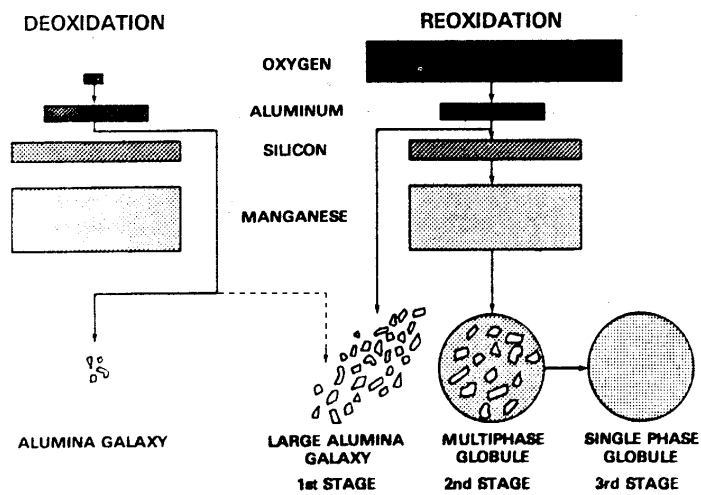 DEOXIDATION
REOXIDATION
OXYGEN
ALUMINUM
SILICON
MANGANESE
ALUMINA GALAXY
LARGE ALUMINA
GALAXY
1st STAGE
MULTIPHASE
GLOBULE
2nd STAGE
SINGLE PHASE
GLOBULE
3rd STAGE